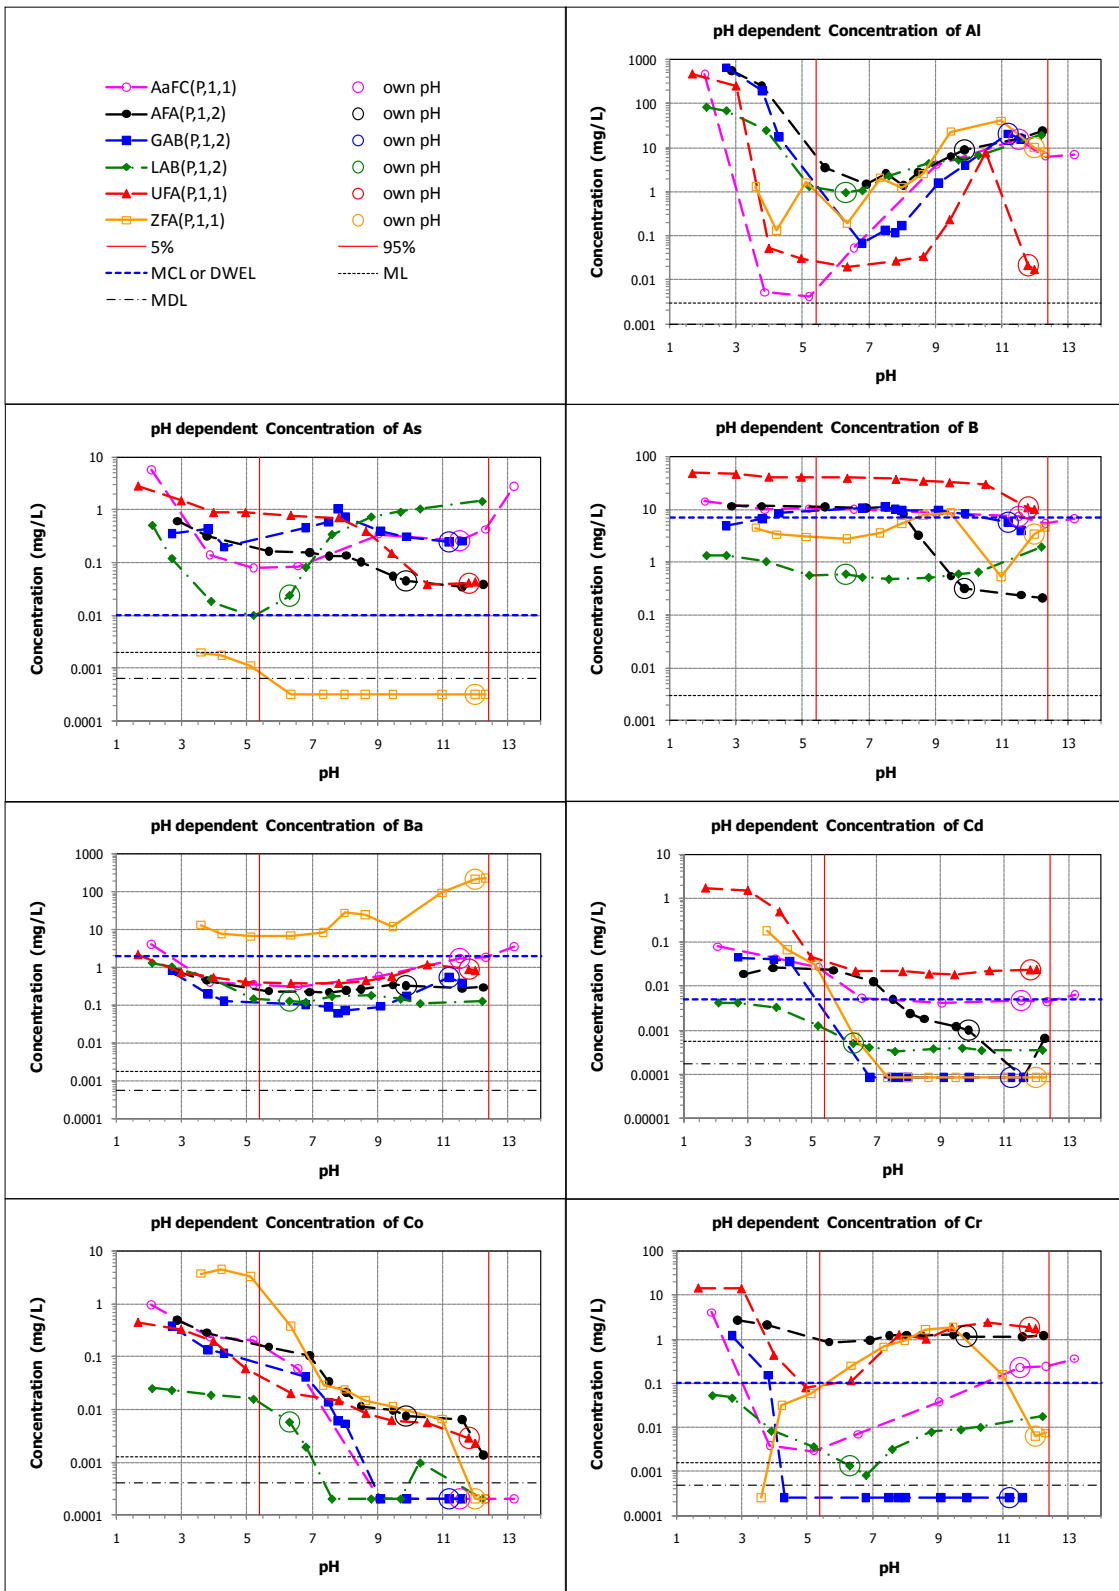 AaFC(P,1,1) own pH
AFA(P,1,2) own pH
GAB(P,1,2) own pH
LAB(P,1,2) own pH
UFA(P,1,1) own pH
ZFA(P,1,1) own pH
5% 95%
MCL or DWEL ML
MDL
pH dependent Concentration of Al
Concentration (mg/L)
1000
100
10
1
0.1
0.01
0.001
1 3 5 7 9 11 13
pH
pH dependent Concentration of As
Concentration (mg/L)
10
1
0.1
0.01
0.001
0.0001
1 3 5 7 9 11 13
pH
pH dependent Concentration of B
Concentration (mg/L)
100
10
1
0.1
0.01
0.001
1 3 5 7 9 11 13
pH
pH dependent Concentration of Ba
Concentration (mg/L)
1000
100
10
1
0.1
0.01
0.001
0.0001
1 3 5 7 9 11 13
pH
pH dependent Concentration of Cd
Concentration (mg/L)
10
1
0.1
0.01
0.001
0.0001
0.00001
1 3 5 7 9 11 13
pH
pH dependent Concentration of Co
Concentration (mg/L)
10
1
0.1
0.01
0.001
0.0001
1 3 5 7 9 11 13
pH
pH dependent Concentration of Cr
Concentration (mg/L)
100
10
1
0.1
0.01
0.001
0.0001
1 3 5 7 9 11 13
pH